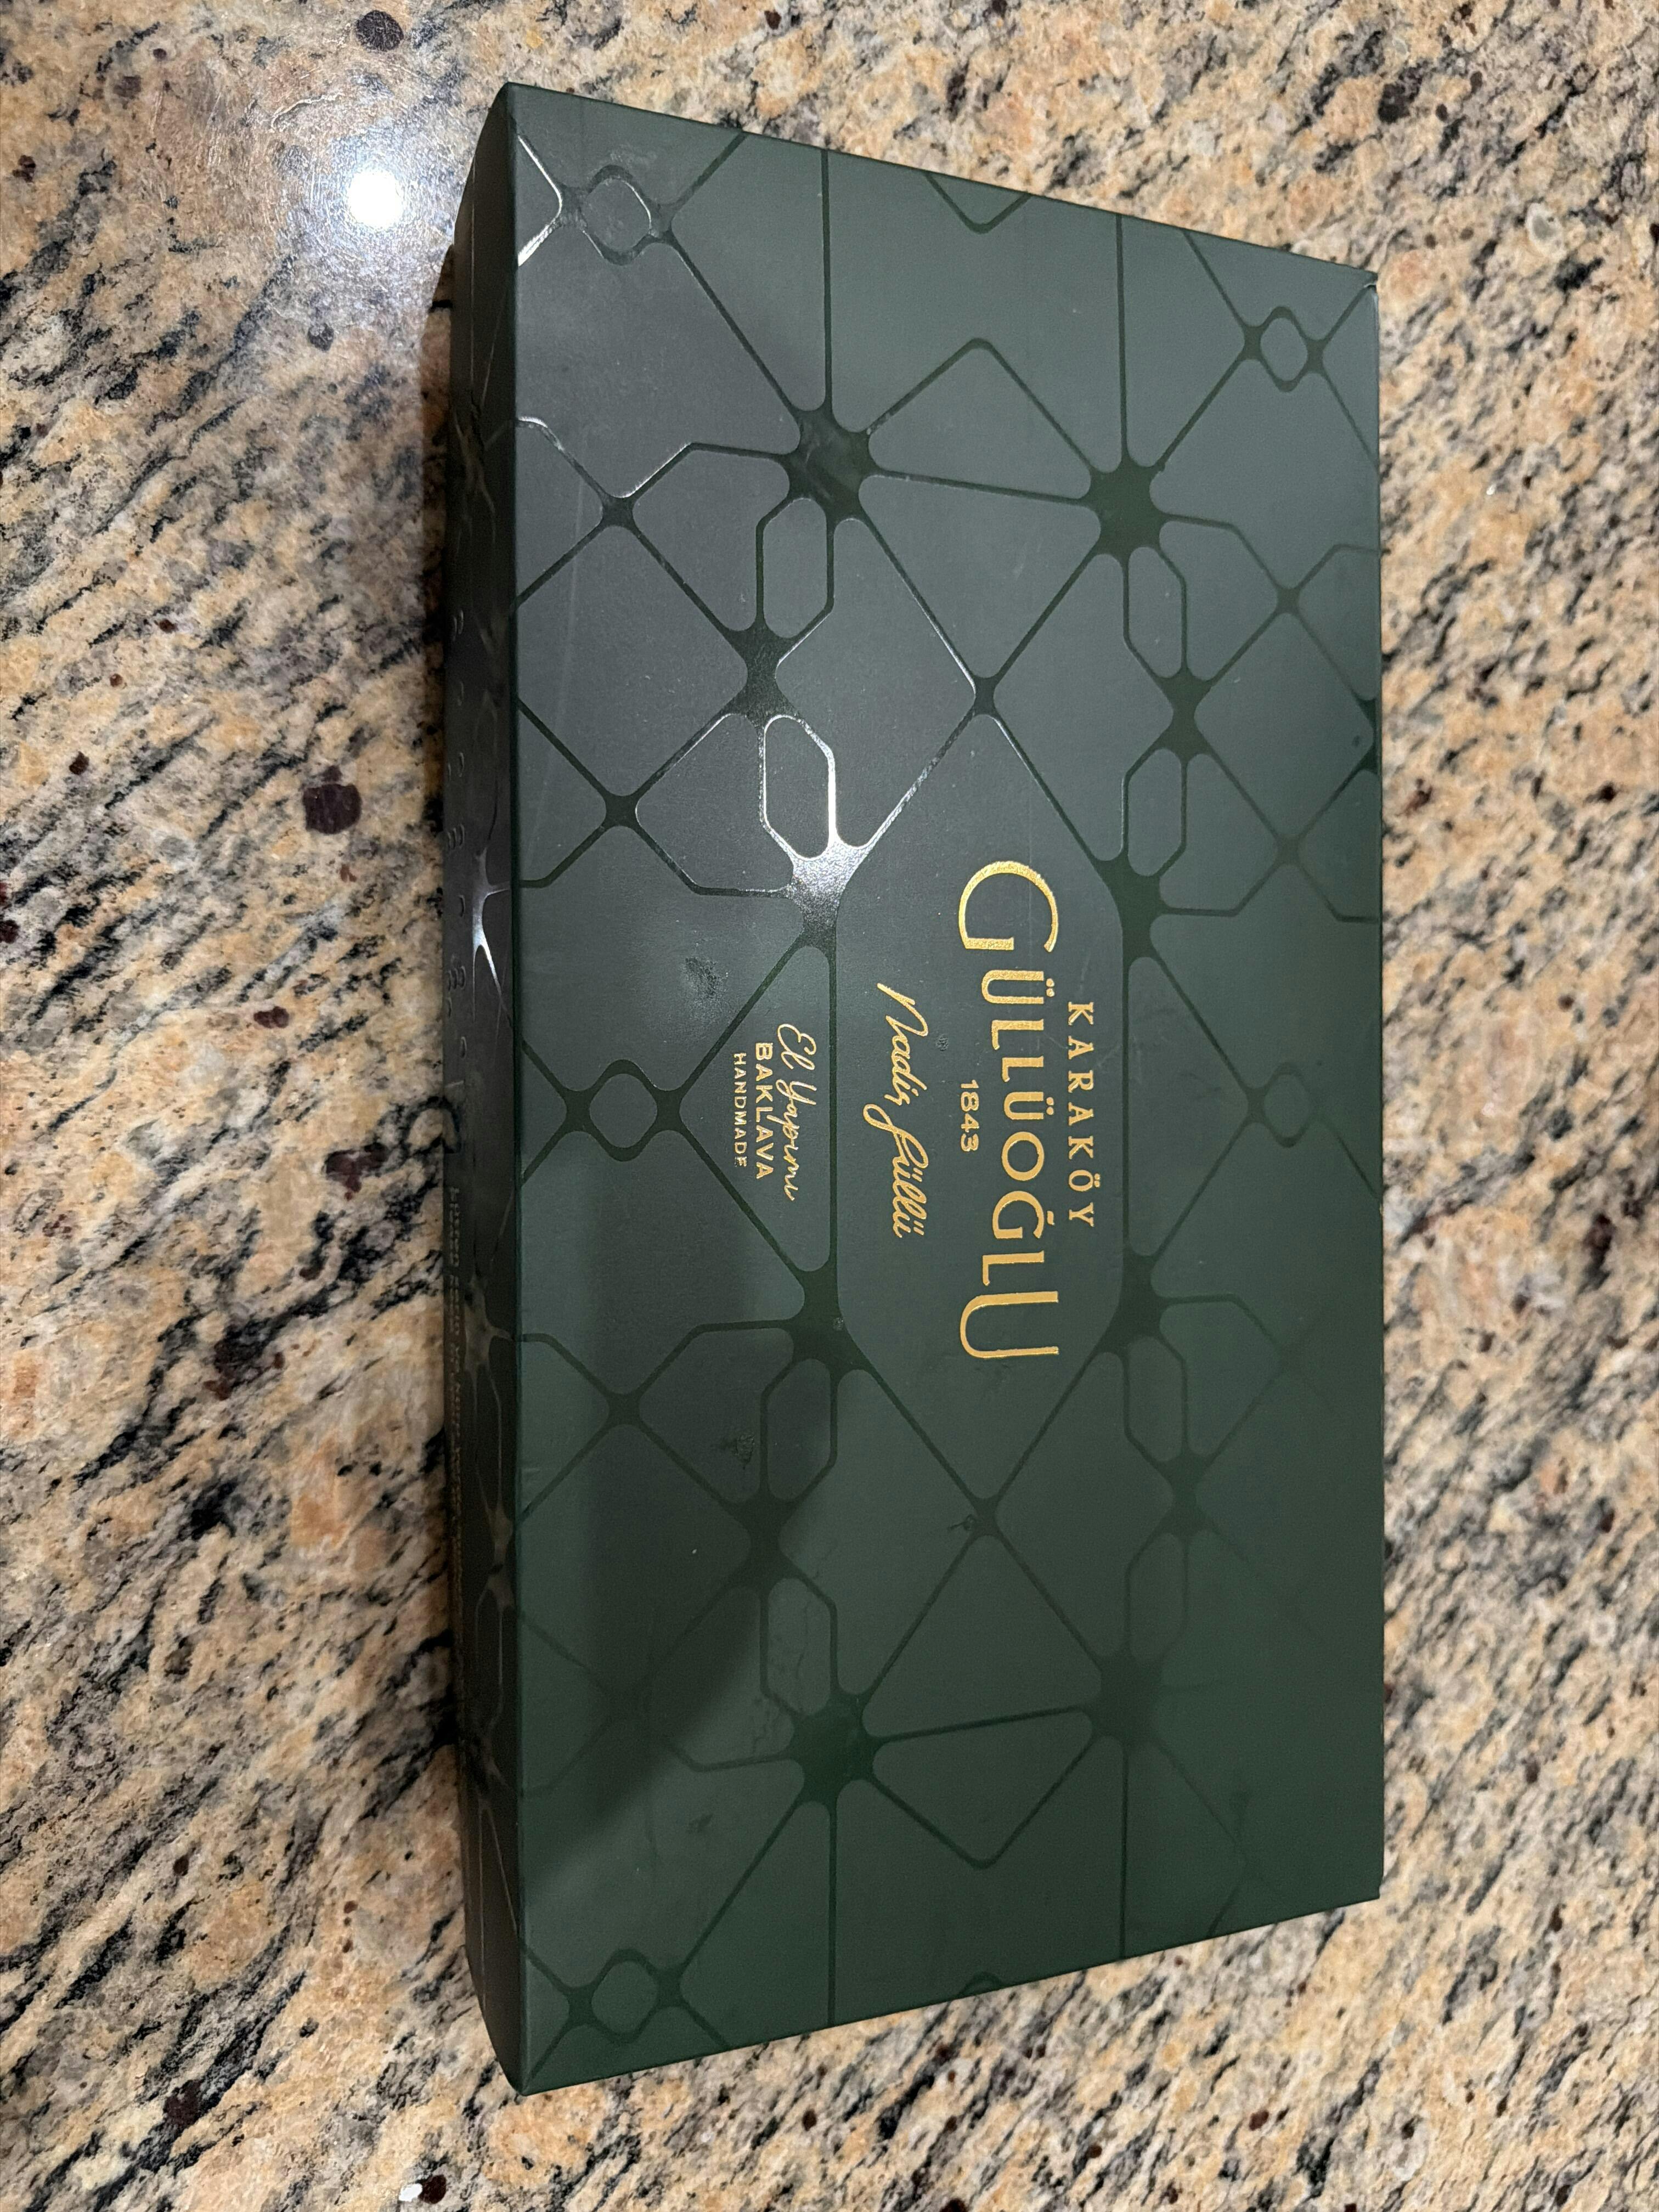 KARAKÖY
GÜLLÜOĞLU
1843
Nadir Güllü
El Yapımı
BAKLAVA
HANDMADE